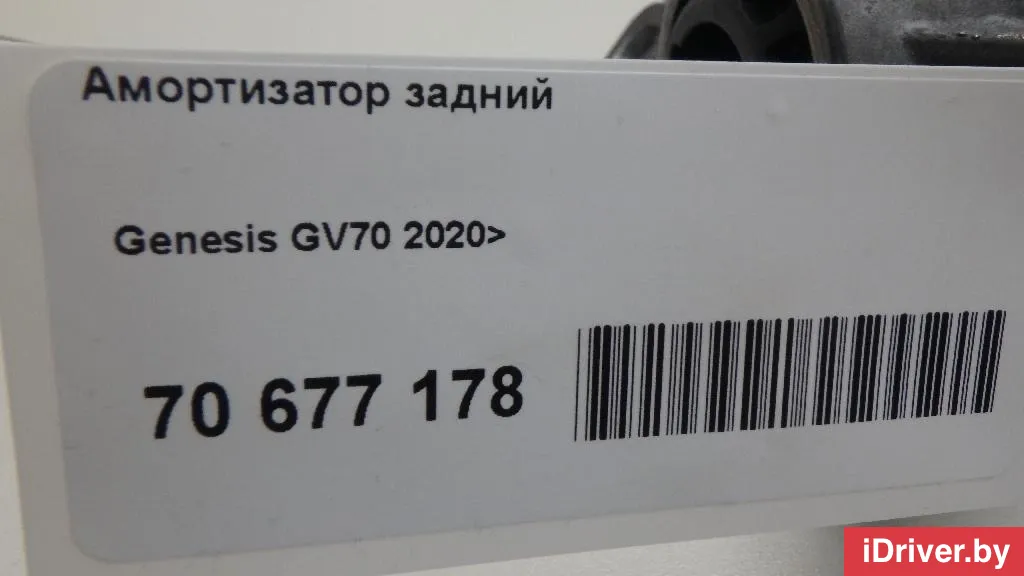 Амортизатор задний
Genesis GV70 2020>
70 677 178
iDriver.by